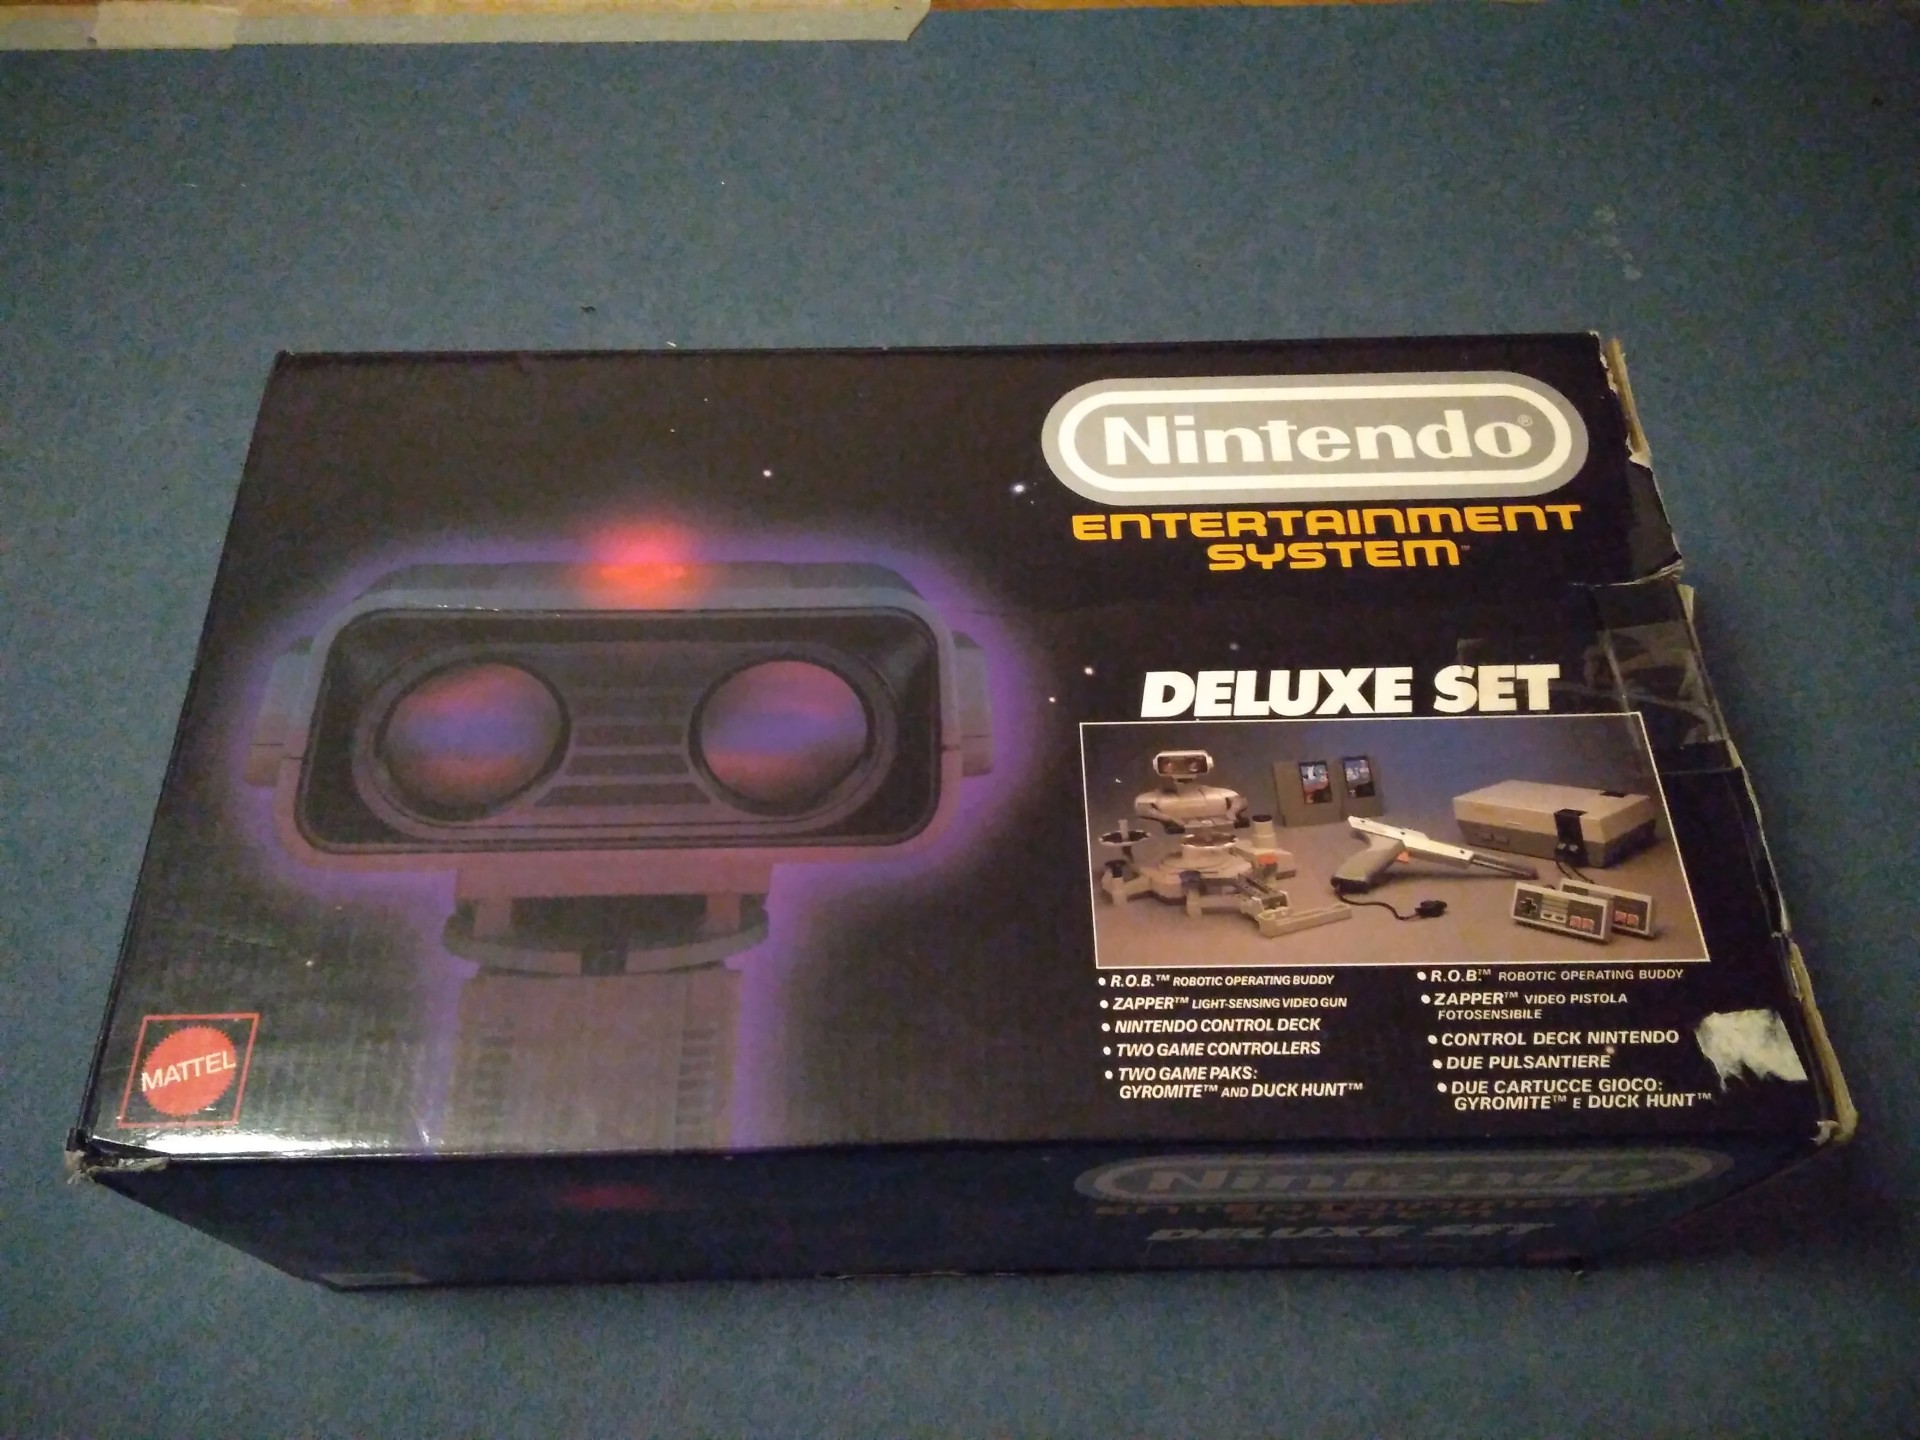 Nintendo®
ENTERTAINMENT
SYSTEM™
DELUXE SET
• R.O.B.™ ROBOTIC OPERATING BUDDY
• ZAPPER™ LIGHT-SENSING VIDEO GUN
• NINTENDO CONTROL DECK
• TWO GAME CONTROLLERS
• TWO GAME PAKS:
GYROMITE™ AND DUCK HUNT™
• R.O.B.™ ROBOTIC OPERATING BUDDY
• ZAPPER™ VIDEO PISTOLA
FOTOSENSIBILE
• CONTROL DECK NINTENDO
• DUE PULSANTIERE
• DUE CARTUCCE GIOCO:
GYROMITE™ E DUCK HUNT™
MATTEL
Nintendo
ENTERTAINMENT
SYSTEM
DELUXE SET